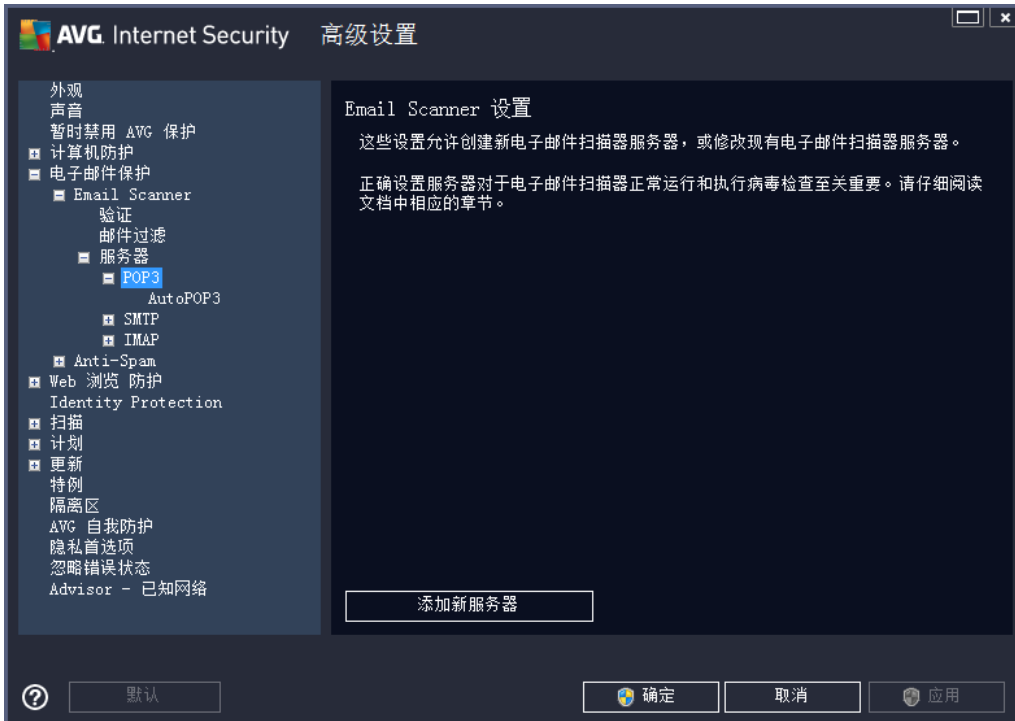 AVG. Internet Security 高级设置
外观
声音
暂时禁用 AVG 保护
计算机防护
电子邮件保护
Email Scanner
验证
邮件过滤
服务器
POP3
AutoPOP3
SMTP
IMAP
Anti-Spam
Web 浏览 防护
Identity Protection
扫描
计划
更新
特例
隔离区
AVG 自我防护
隐私首选项
忽略错误状态
Advisor - 已知网络
Email Scanner 设置
这些设置允许创建新电子邮件扫描器服务器，或修改现有电子邮件扫描器服务器。
正确设置服务器对于电子邮件扫描器正常运行和执行病毒检查至关重要。请仔细阅读
文档中相应的章节。
添加新服务器
默认
确定
取消
应用